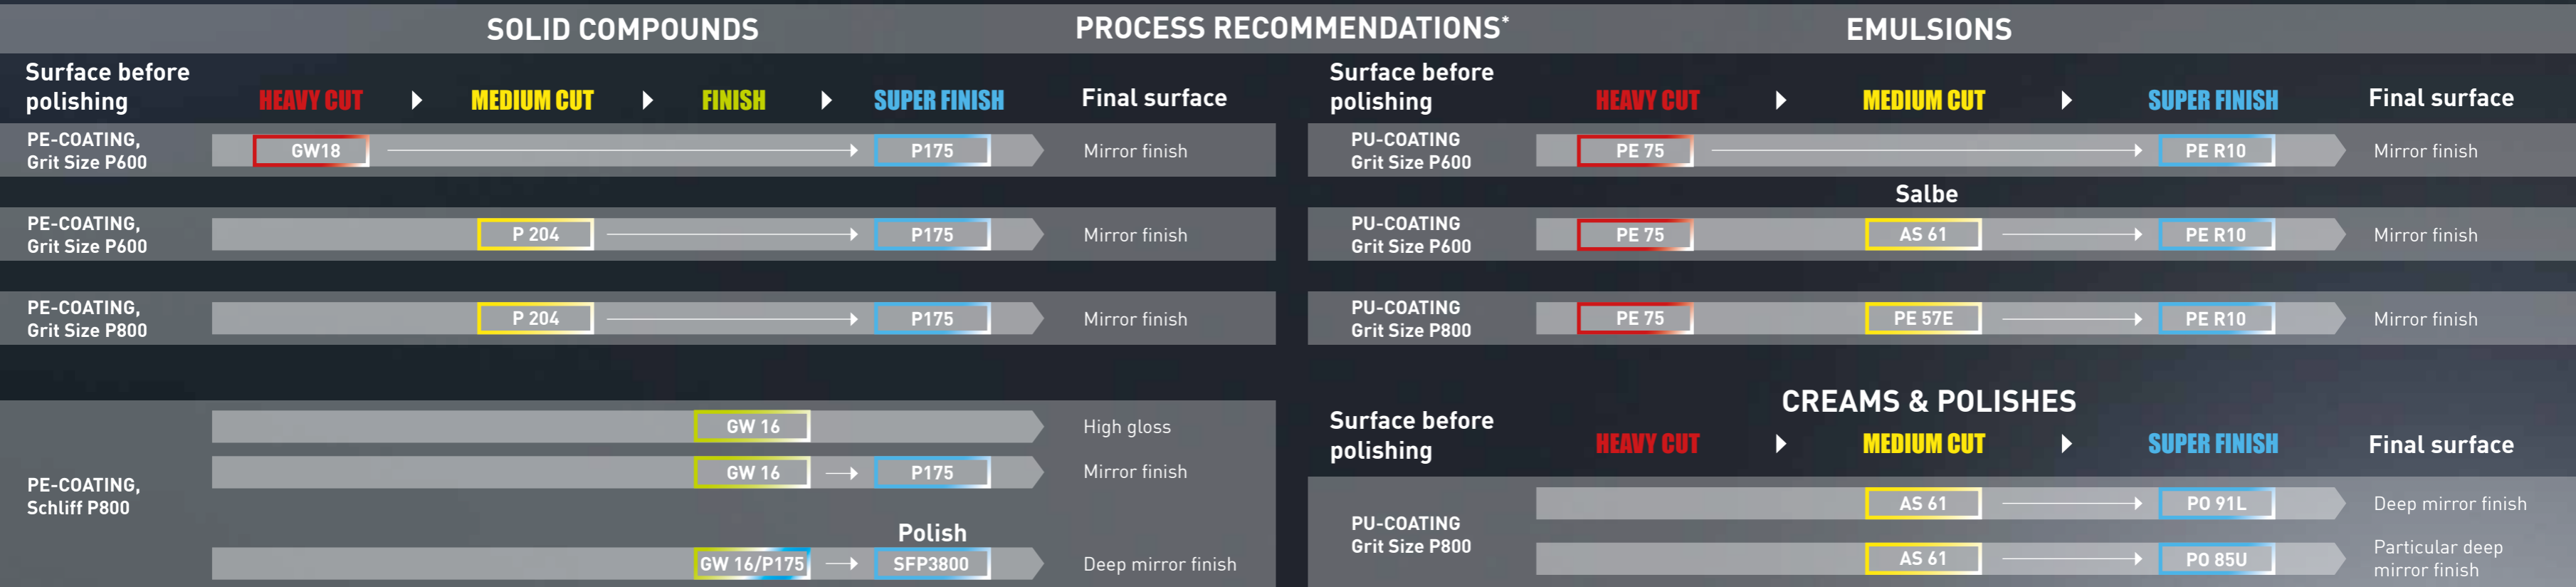 SOLID COMPOUNDS
PROCESS RECOMMENDATIONS*
EMULSIONS
Surface before
polishing
HEAVY CUT
MEDIUM CUT
FINISH
SUPER FINISH
Final surface
PE-COATING,
Grit Size P600
GW18
P175
Mirror finish
PE-COATING,
Grit Size P600
P 204
P175
Mirror finish
PE-COATING,
Grit Size P800
P 204
P175
Mirror finish
PE-COATING,
Schliff P800
GW 16
High gloss
GW 16
P175
Mirror finish
Polish
GW 16/P175
SFP3800
Deep mirror finish
Surface before
polishing
HEAVY CUT
MEDIUM CUT
SUPER FINISH
Final surface
PU-COATING
Grit Size P600
PE 75
PE R10
Mirror finish
Salbe
PU-COATING
Grit Size P600
PE 75
AS 61
PE R10
Mirror finish
PU-COATING
Grit Size P800
PE 75
PE 57E
PE R10
Mirror finish
CREAMS & POLISHES
Surface before
polishing
HEAVY CUT
MEDIUM CUT
SUPER FINISH
Final surface
PU-COATING
Grit Size P800
AS 61
PO 91L
Deep mirror finish
AS 61
PO 85U
Particular deep
mirror finish